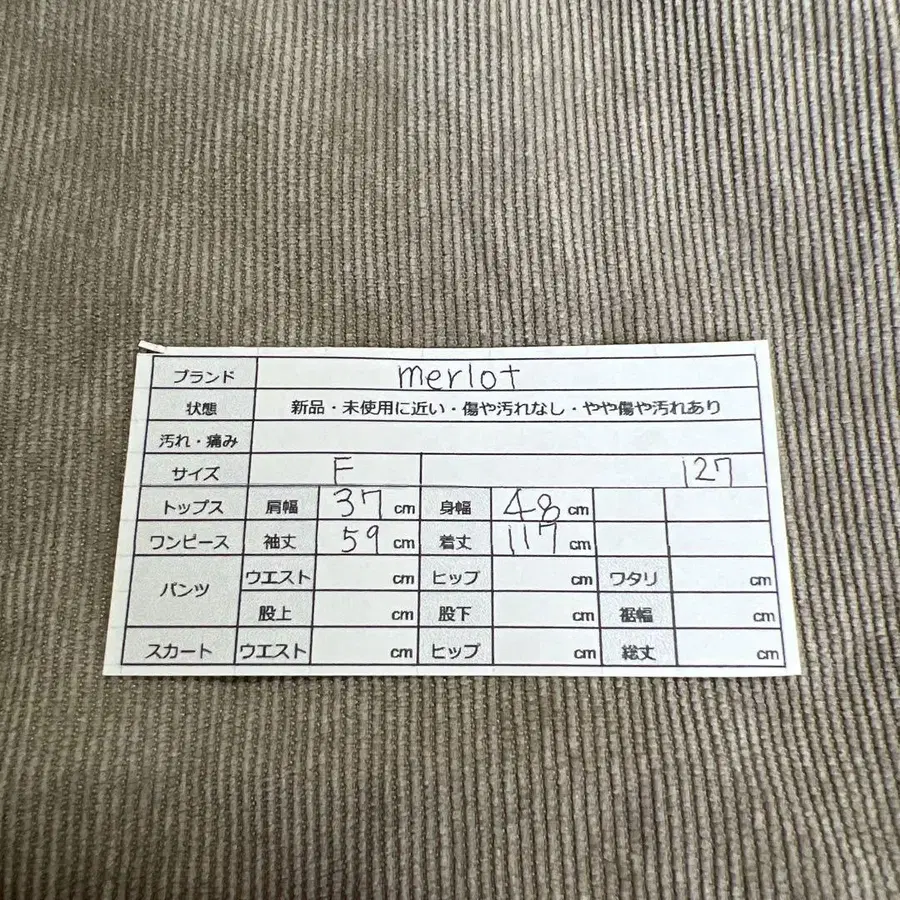 ブランド merlot
状態 新品・未使用に近い・傷や汚れなし・やや傷や汚れあり
汚れ・痛み
サイズ F 127
トップス 肩幅 37 cm 身幅 48 cm
ワンピース 袖丈 59 cm 着丈 117 cm
パンツ ウエスト cm ヒップ cm ワタリ cm
股上 cm 股下 cm 裾幅 cm
スカート ウエスト cm ヒップ cm 総丈 cm